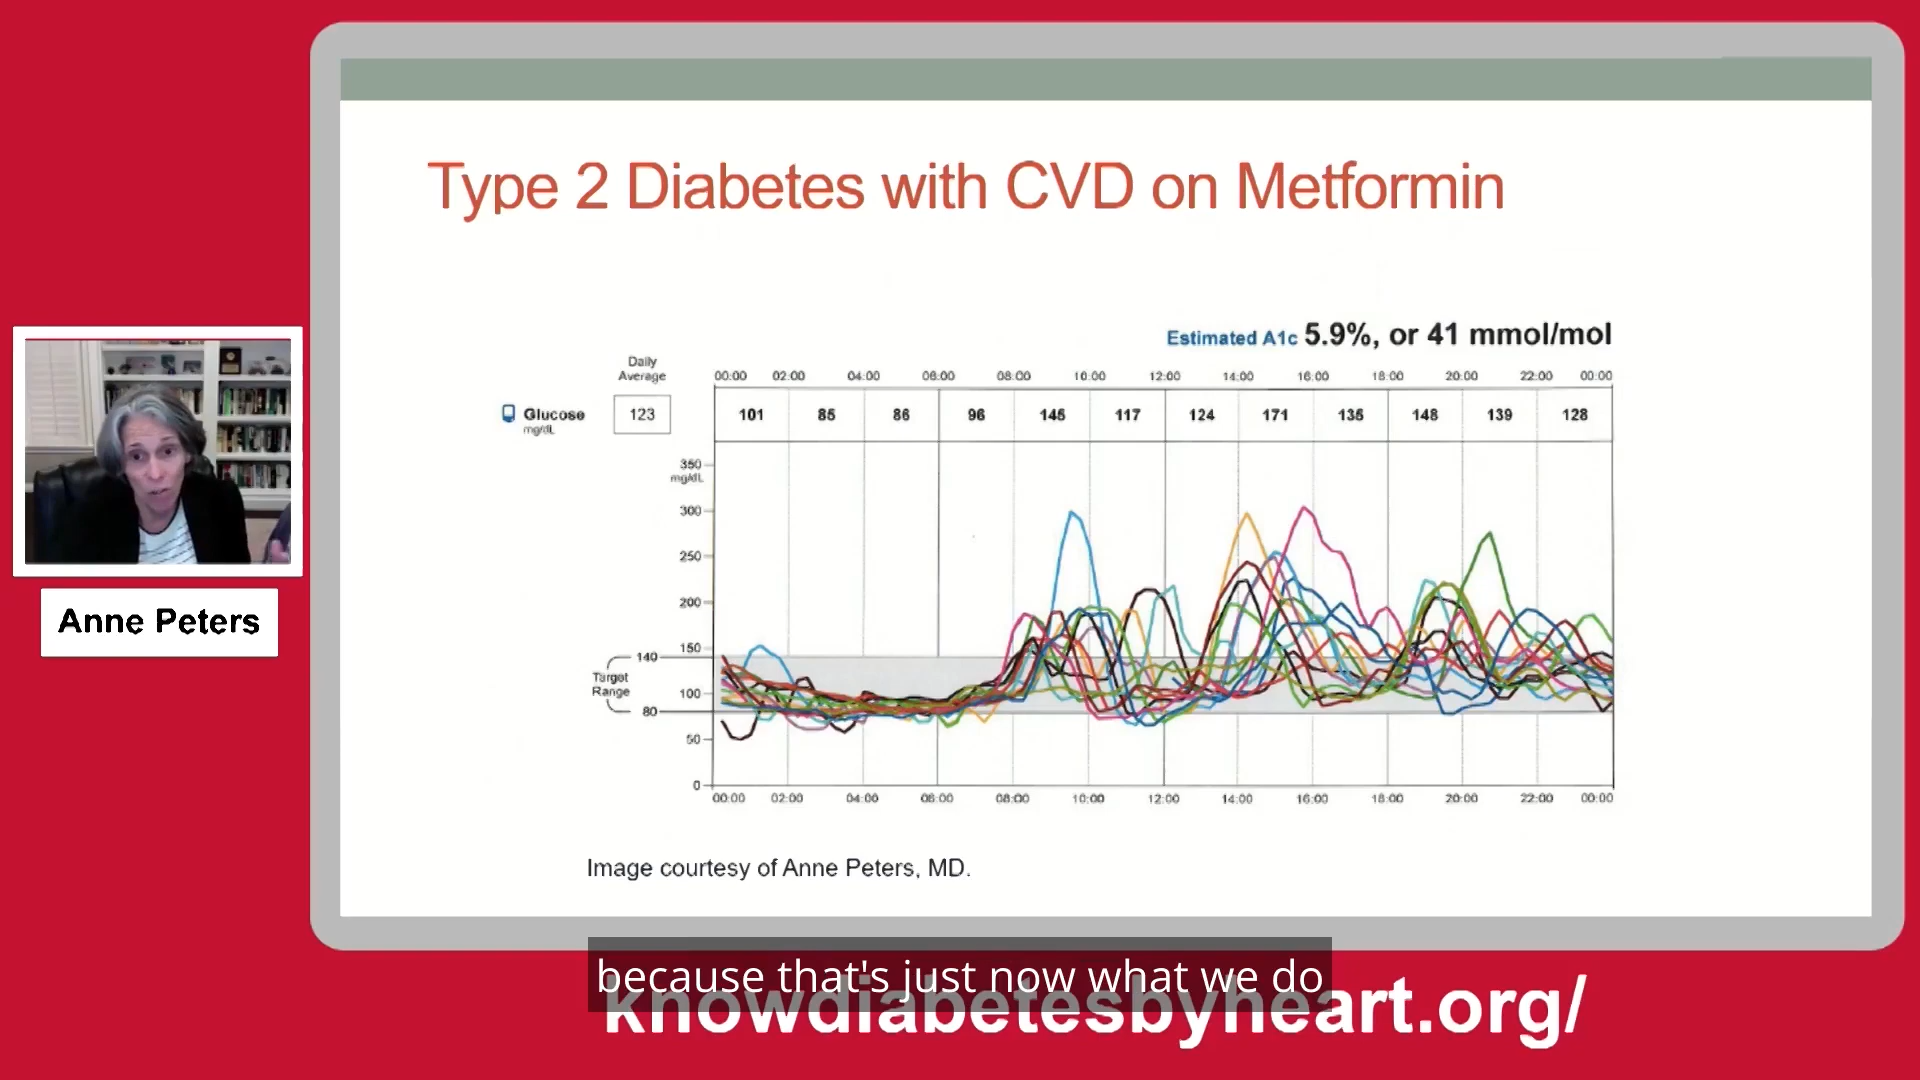 Type 2 Diabetes with CVD on Metformin
Estimated A1c 5.9%, or 41 mmol/mol
Daily
Average
00:00 02:00 04:00 06:00 08:00 10:00 12:00 14:00 16:00 18:00 20:00 22:00 00:00
Glucose 123 101 85 86 96 145 117 124 171 135 148 139 128
mg/dL
350
mg/dL
300
250
200
150
140
Target
Range
100
80
50
0
00:00 02:00 04:00 06:00 08:00 10:00 12:00 14:00 16:00 18:00 20:00 22:00 00:00
Anne Peters
Image courtesy of Anne Peters, MD.
because that's just now what we do
knowdiabetesbyheart.org/